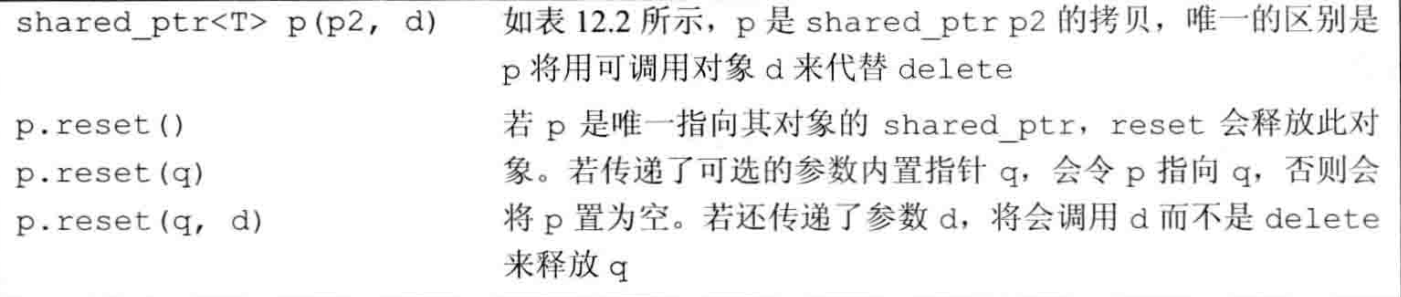 shared_ptr<T> p(p2, d) 如表 12.2 所示，p 是 shared_ptr p2 的拷贝，唯一的区别是
p 将用可调用对象 d 来代替 delete
p.reset() 若 p 是唯一指向其对象的 shared_ptr，reset 会释放此对
p.reset(q) 象。若传递了可选的参数内置指针 q，会令 p 指向 q，否则会
p.reset(q, d) 将 p 置为空。若还传递了参数 d，将会调用 d 而不是 delete
来释放 q